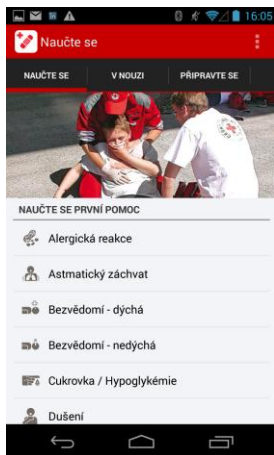 16:05
Naučte se
NAUČTE SE V NOUZI PŘIPRAVTE SE
NAUČTE SE PRVNÍ POMOC
Alergická reakce
Astmatický záchvat
Bezvědomí - dýchá
Bezvědomí - nedýchá
Cukrovka / Hypoglykémie
Dušení